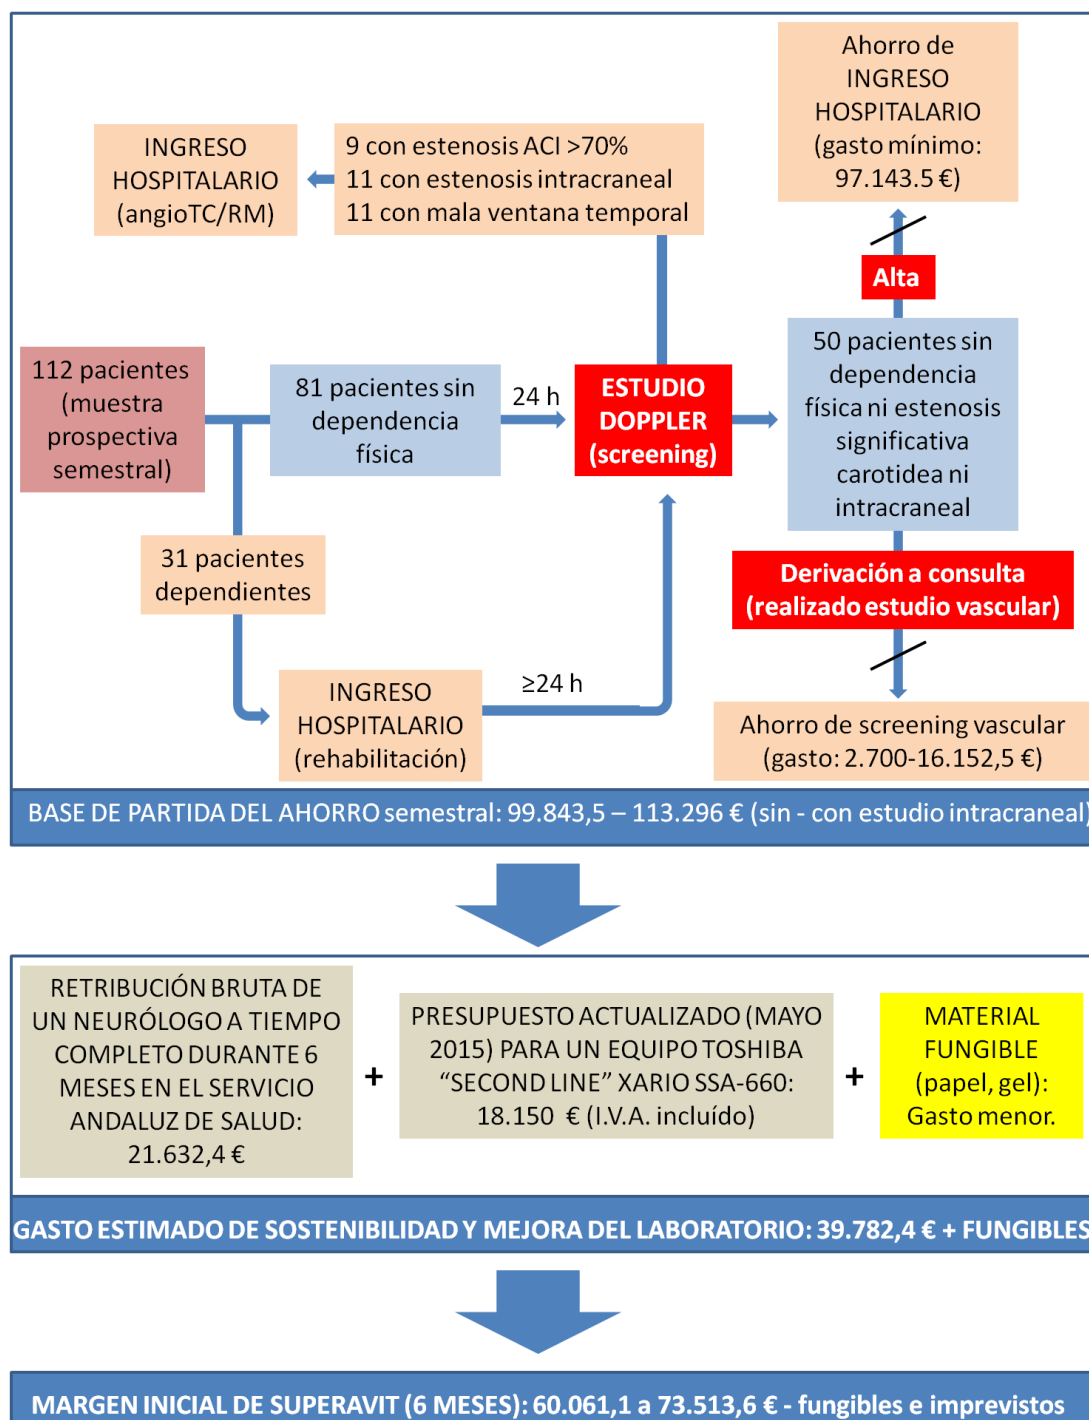 Ahorro de
INGRESO
HOSPITALARIO
(gasto mínimo:
97.143.5 €)
INGRESO
HOSPITALARIO
(angioTC/RM)
9 con estenosis ACI >70%
11 con estenosis intracraneal
11 con mala ventana temporal
Alta
112 pacientes
(muestra
prospectiva
semestral)
81 pacientes sin
dependencia
física
24 h
ESTUDIO
DOPPLER
(screening)
50 pacientes sin
dependencia
física ni estenosis
significativa
carotidea ni
intracraneal
31 pacientes
dependientes
Derivación a consulta
(realizado estudio vascular)
INGRESO
HOSPITALARIO
(rehabilitación)
≥24 h
Ahorro de screening vascular
(gasto: 2.700-16.152,5 €)
BASE DE PARTIDA DEL AHORRO semestral: 99.843,5 – 113.296 € (sin - con estudio intracraneal)
RETRIBUCIÓN BRUTA DE
UN NEURÓLOGO A TIEMPO
COMPLETO DURANTE 6
MESES EN EL SERVICIO
ANDALUZ DE SALUD:
21.632,4 €
+
PRESUPUESTO ACTUALIZADO (MAYO
2015) PARA UN EQUIPO TOSHIBA
“SECOND LINE” XARIO SSA-660:
18.150 € (I.V.A. incluído)
+
MATERIAL
FUNGIBLE
(papel, gel):
Gasto menor.
GASTO ESTIMADO DE SOSTENIBILIDAD Y MEJORA DEL LABORATORIO: 39.782,4 € + FUNGIBLES
MARGEN INICIAL DE SUPERAVIT (6 MESES): 60.061,1 a 73.513,6 € - fungibles e imprevistos